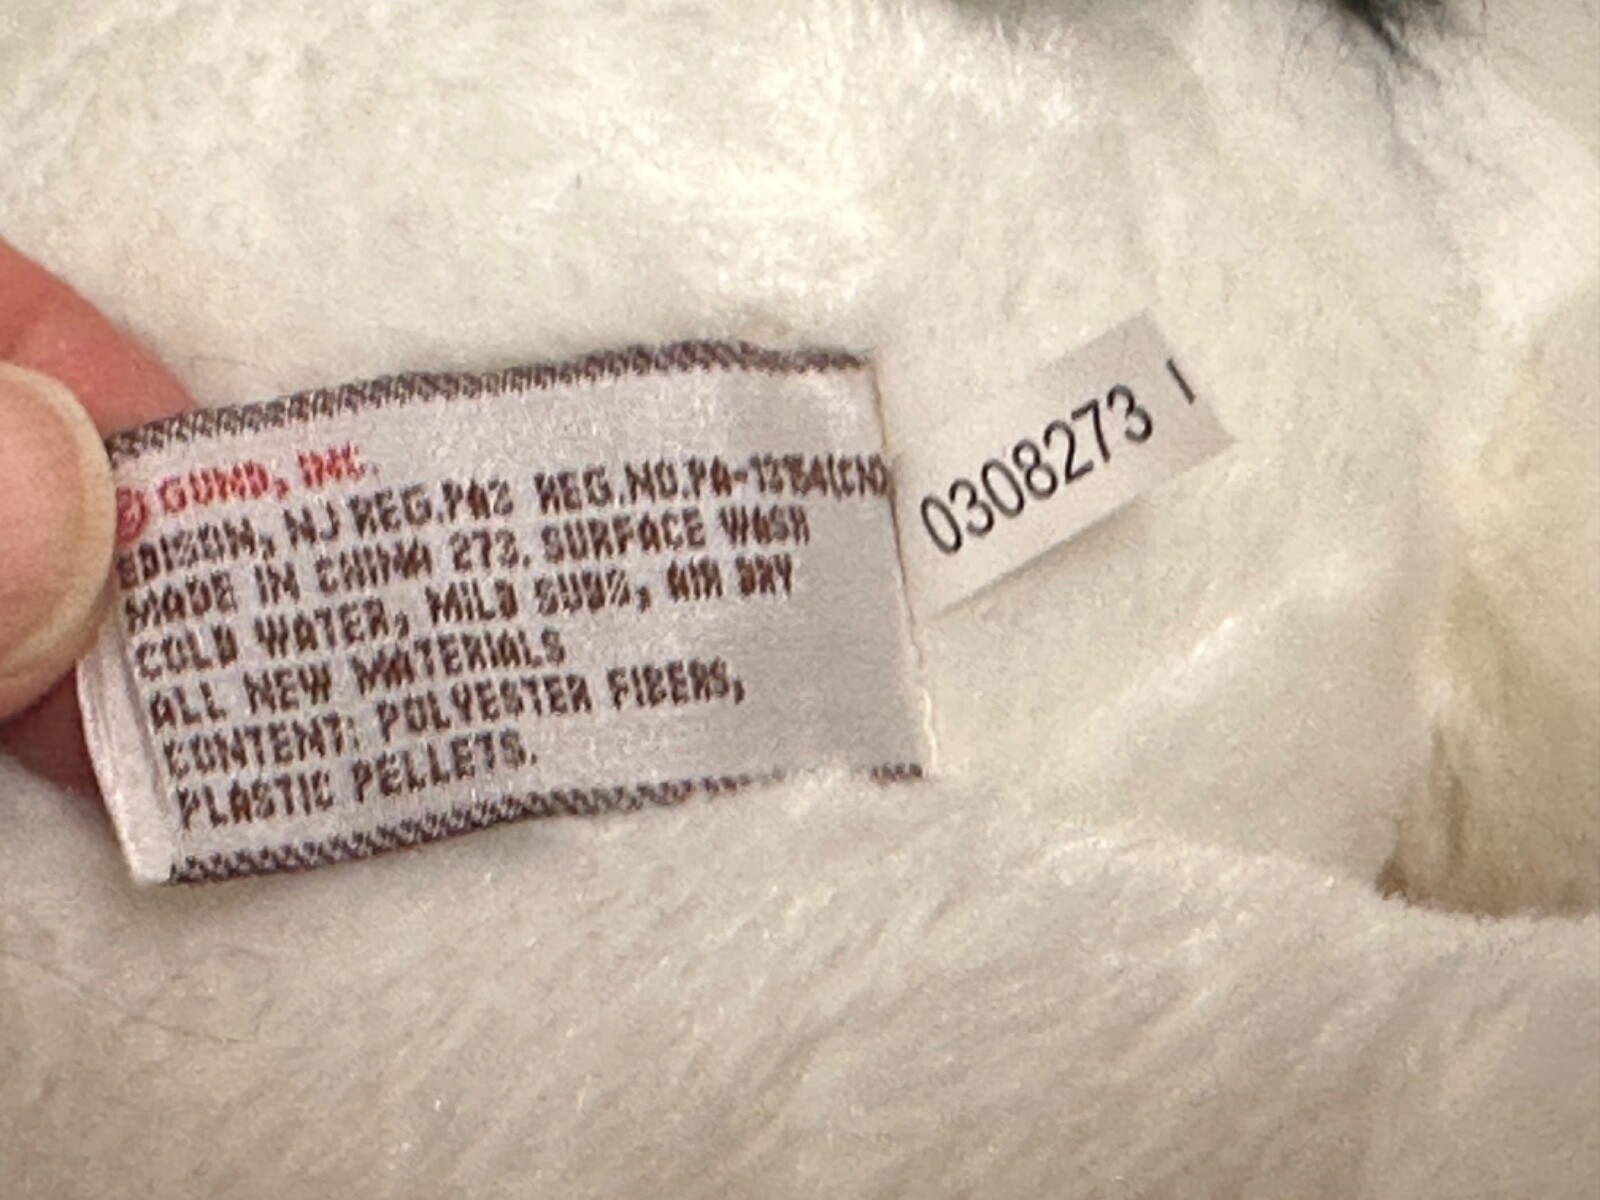 © GUND, INC.
EDISON, NJ REG.PA2 REG.NO.PA-13154(CN)
MADE IN CHINA 273. SURFACE WASH
COLD WATER, MILD SUDS, AIR DRY
ALL NEW MATERIALS
CONTENT: POLYESTER FIBERS,
PLASTIC PELLETS.
0308273 I